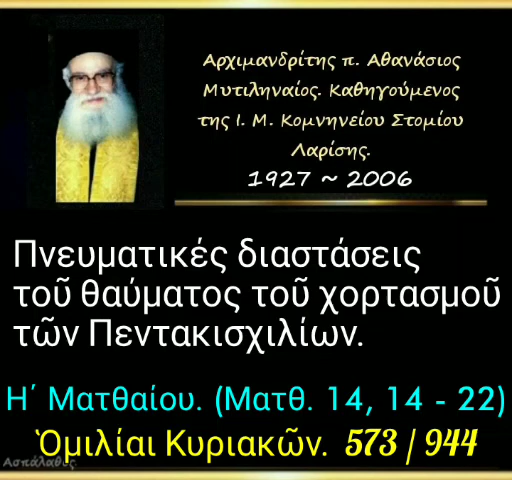 Αρχιμανδρίτης π. Αθανάσιος
Μυτιληναίος. Καθηγούμενος
της Ι. Μ. Κομνηνείου Στομίου
Λαρίσης.
1927 ~ 2006
Πνευματικές διαστάσεις
τοῦ θαύματος τοῦ χορτασμοῦ
τῶν Πεντακισχιλίων.
Η΄ Ματθαίου. (Ματθ. 14, 14 - 22)
Ὁμιλίαι Κυριακῶν. 573 / 944
Ασπάλαθος